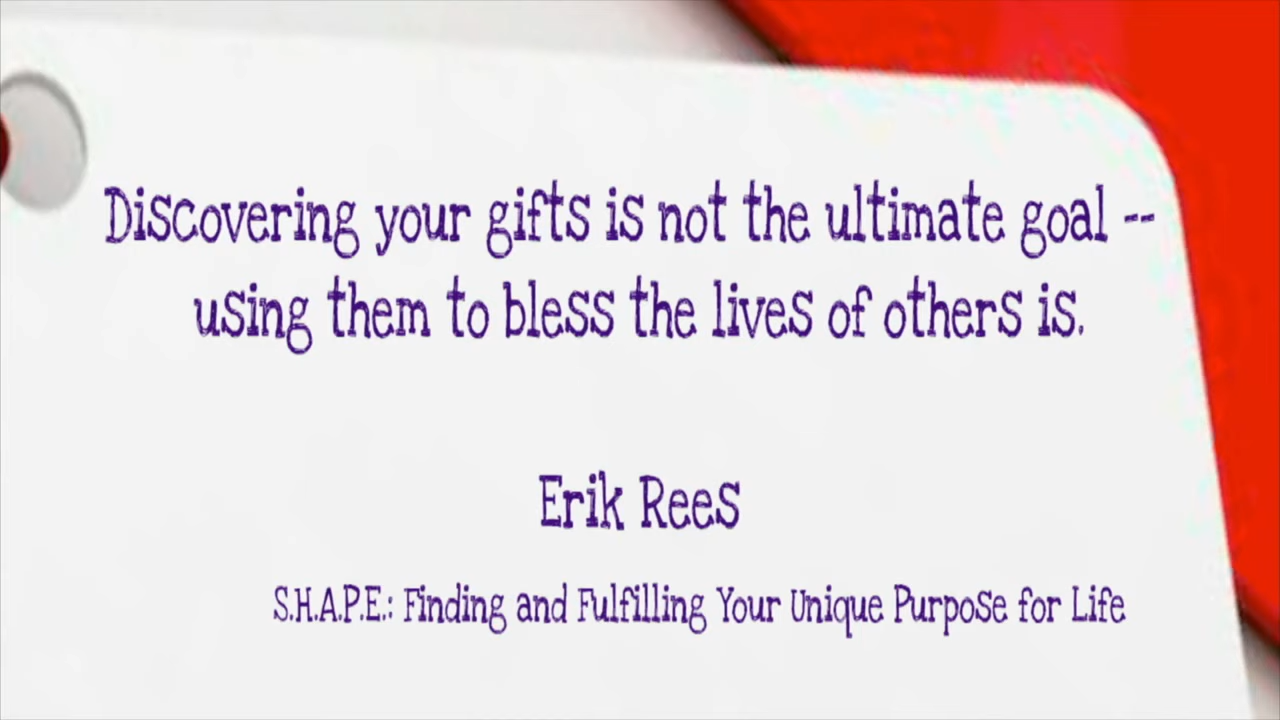 Discovering your gifts is not the ultimate goal --
using them to bless the lives of others is.
Erik Rees
S.H.A.P.E.: Finding and Fulfilling Your Unique Purpose for Life